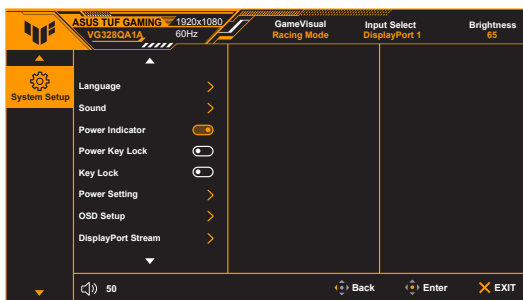 ASUS TUF GAMING 1920x1080 GameVisual Input Select Brightness
VG328QA1A 60Hz Racing Mode DisplayPort 1 65
System Setup
Language
Sound
Power Indicator
Power Key Lock
Key Lock
Power Setting
OSD Setup
DisplayPort Stream
50 Back Enter EXIT